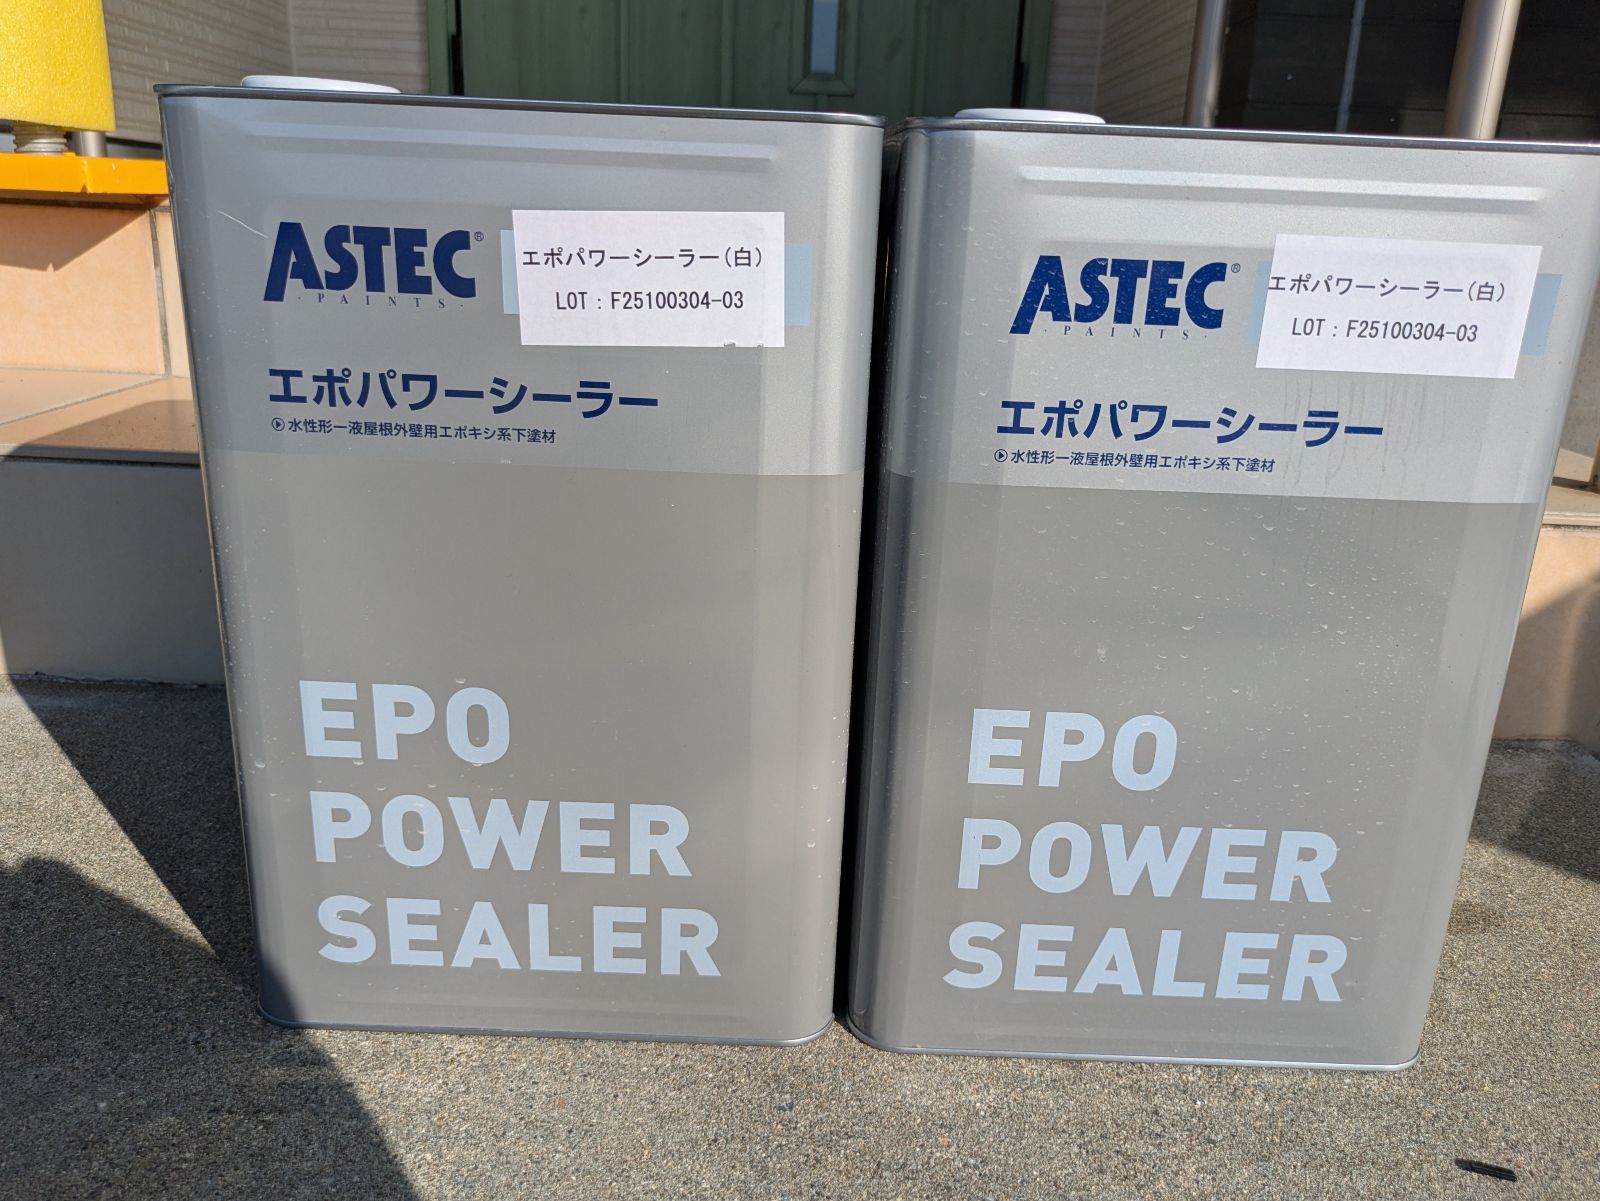 ASTEC®
・PAINTS・
エポパワーシーラー(白)
LOT：F25100304-03
エポパワーシーラー
水性形一液屋根外壁用エポキシ系下塗材
EPO
POWER
SEALER
ASTEC®
・PAINTS・
エポパワーシーラー(白)
LOT：F25100304-03
エポパワーシーラー
水性形一液屋根外壁用エポキシ系下塗材
EPO
POWER
SEALER